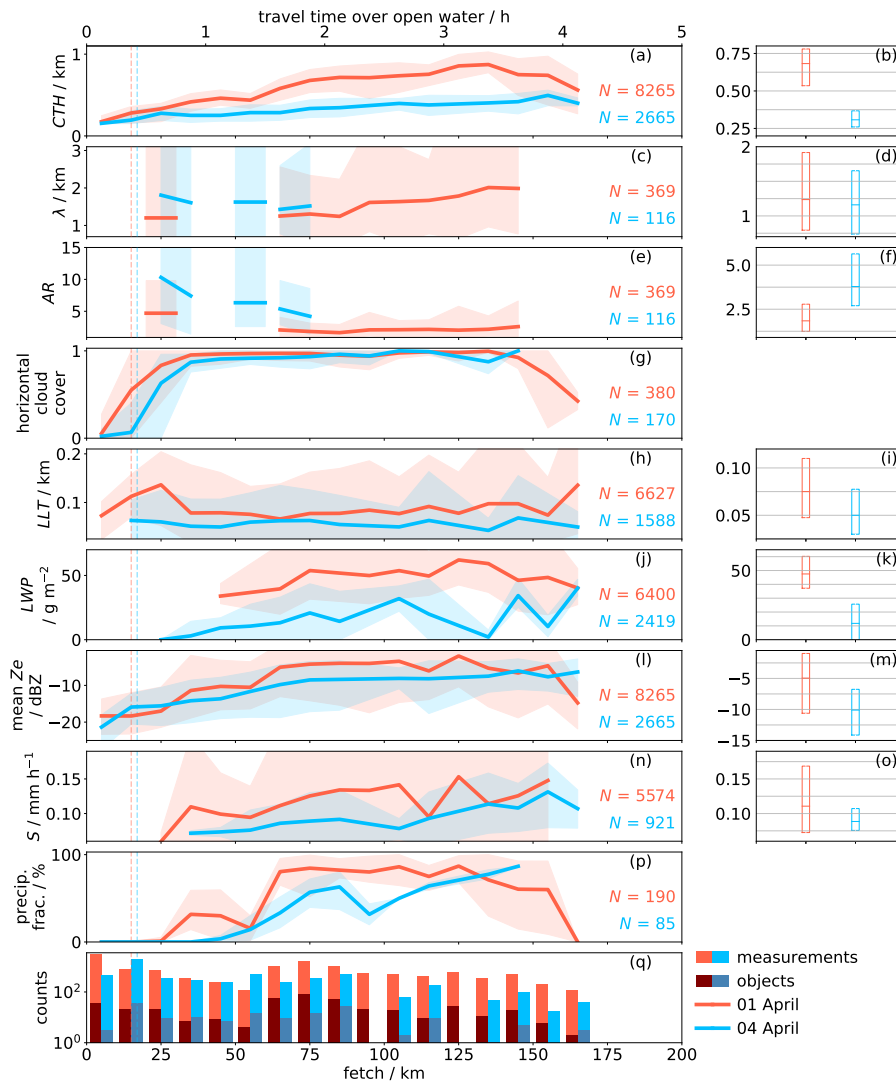 travel time over open water / h
0 1 2 3 4 5
CTH / km
1
0
(a)
N = 8265
N = 2665
(b)
0.75
0.50
0.25
λ / km
3
2
1
(c)
N = 369
N = 116
(d)
2
1
AR
15
10
5
(e)
N = 369
N = 116
(f)
5.0
2.5
horizontal
cloud
cover
1
0
(g)
N = 380
N = 170
LLT / km
0.2
0.1
(h)
N = 6627
N = 1588
(i)
0.10
0.05
LWP
/ g m⁻²
50
0
(j)
N = 6400
N = 2419
(k)
50
0
mean Ze
/ dBZ
−10
−20
(l)
N = 8265
N = 2665
(m)
−5
−10
−15
S / mm h⁻¹
0.15
0.10
(n)
N = 5574
N = 921
(o)
0.15
0.10
precip.
frac. / %
100
0
(p)
N = 190
N = 85
counts
10²
10⁰
(q)
measurements
objects
01 April
04 April
0 25 50 75 100 125 150 175 200
fetch / km